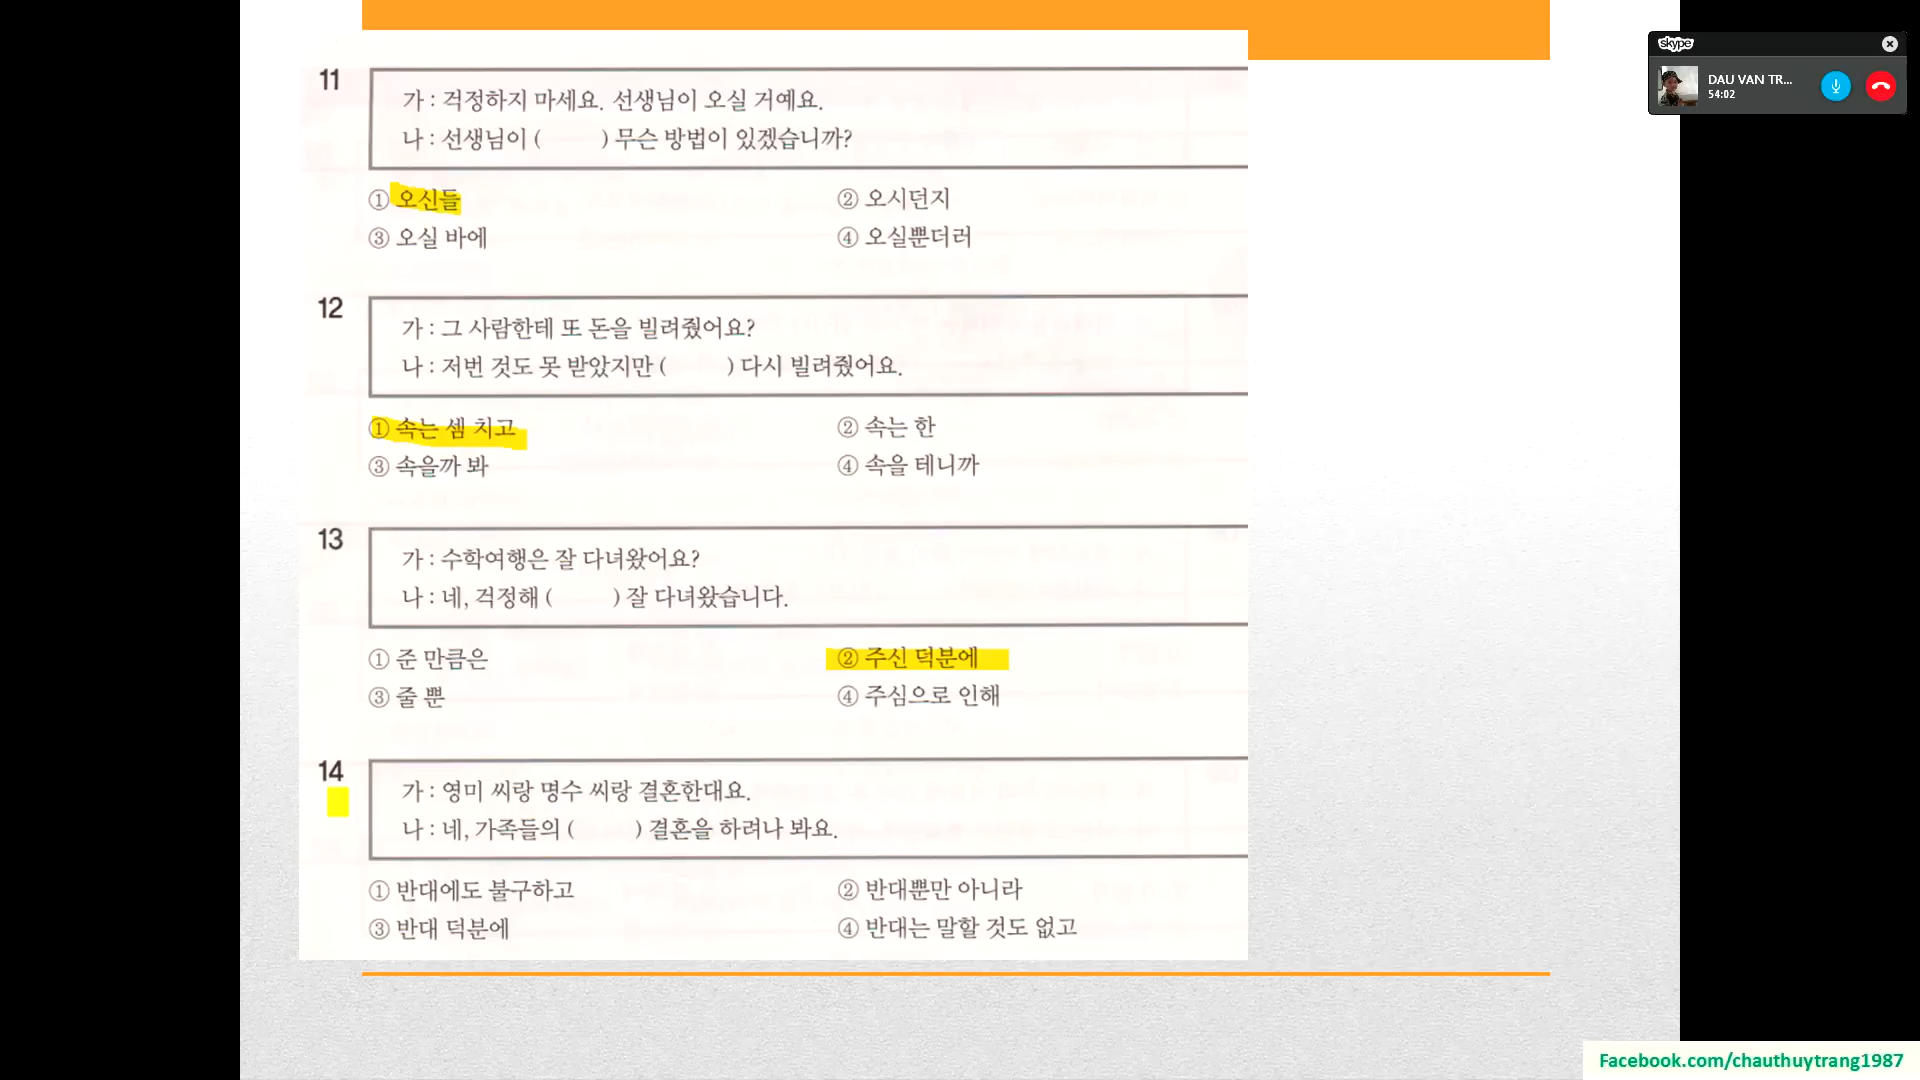 skype
DAU VAN TR...
54:02
11
가 : 걱정하지 마세요. 선생님이 오실 거예요.
나 : 선생님이 ( ) 무슨 방법이 있겠습니까?
① 오신들
② 오시던지
③ 오실 바에
④ 오실뿐더러
12
가 : 그 사람한테 또 돈을 빌려줬어요?
나 : 저번 것도 못 받았지만 ( ) 다시 빌려줬어요.
① 속는 셈 치고
② 속는 한
③ 속을까 봐
④ 속을 테니까
13
가 : 수학여행은 잘 다녀왔어요?
나 : 네, 걱정해 ( ) 잘 다녀왔습니다.
① 준 만큼은
② 주신 덕분에
③ 줄 뿐
④ 주심으로 인해
14
가 : 영미 씨랑 명수 씨랑 결혼한대요.
나 : 네, 가족들의 ( ) 결혼을 하려나 봐요.
① 반대에도 불구하고
② 반대뿐만 아니라
③ 반대 덕분에
④ 반대는 말할 것도 없고
Facebook.com/chauthuytrang1987